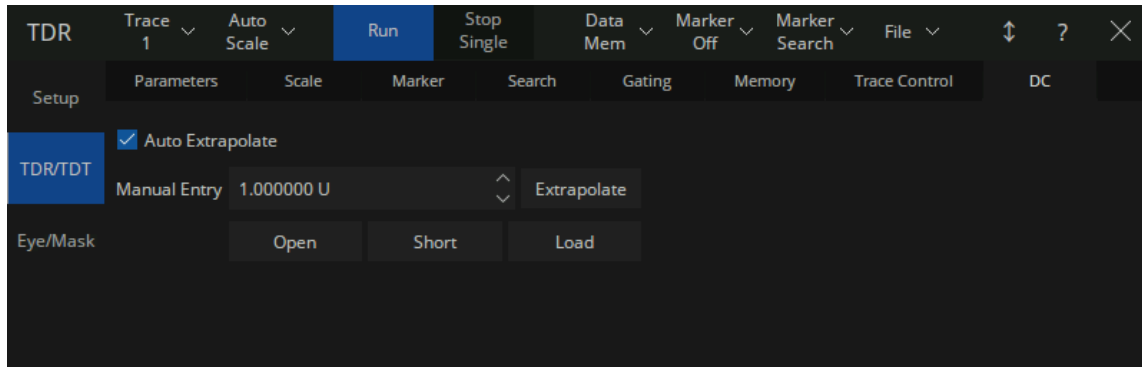 TDR
Trace
1
Auto
Scale
Run
Stop
Single
Data
Mem
Marker
Off
Marker
Search
File
?
Setup
Parameters Scale Marker Search Gating Memory Trace Control DC
TDR/TDT
Auto Extrapolate
Manual Entry 1.000000 U Extrapolate
Eye/Mask
Open Short Load